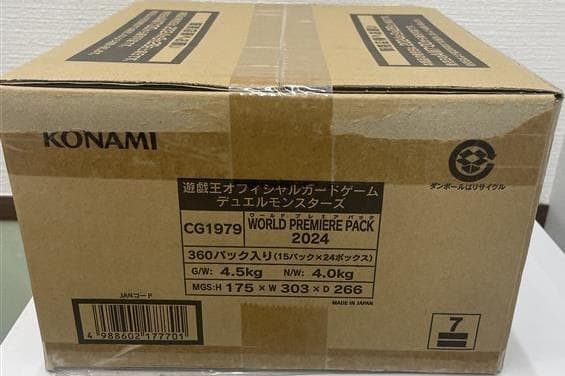 KONAMI
ダンボールはリサイクル
遊戯王オフィシャルカードゲーム
デュエルモンスターズ
ワールド プレミア パック
CG1979 WORLD PREMIERE PACK
2024
360パック入り(15パック×24ボックス)
G/W: 4.5kg N/W: 4.0kg
MGS:H 175 × W 303 × D 266
MADE IN JAPAN
JANコード
4 988602 177701
7